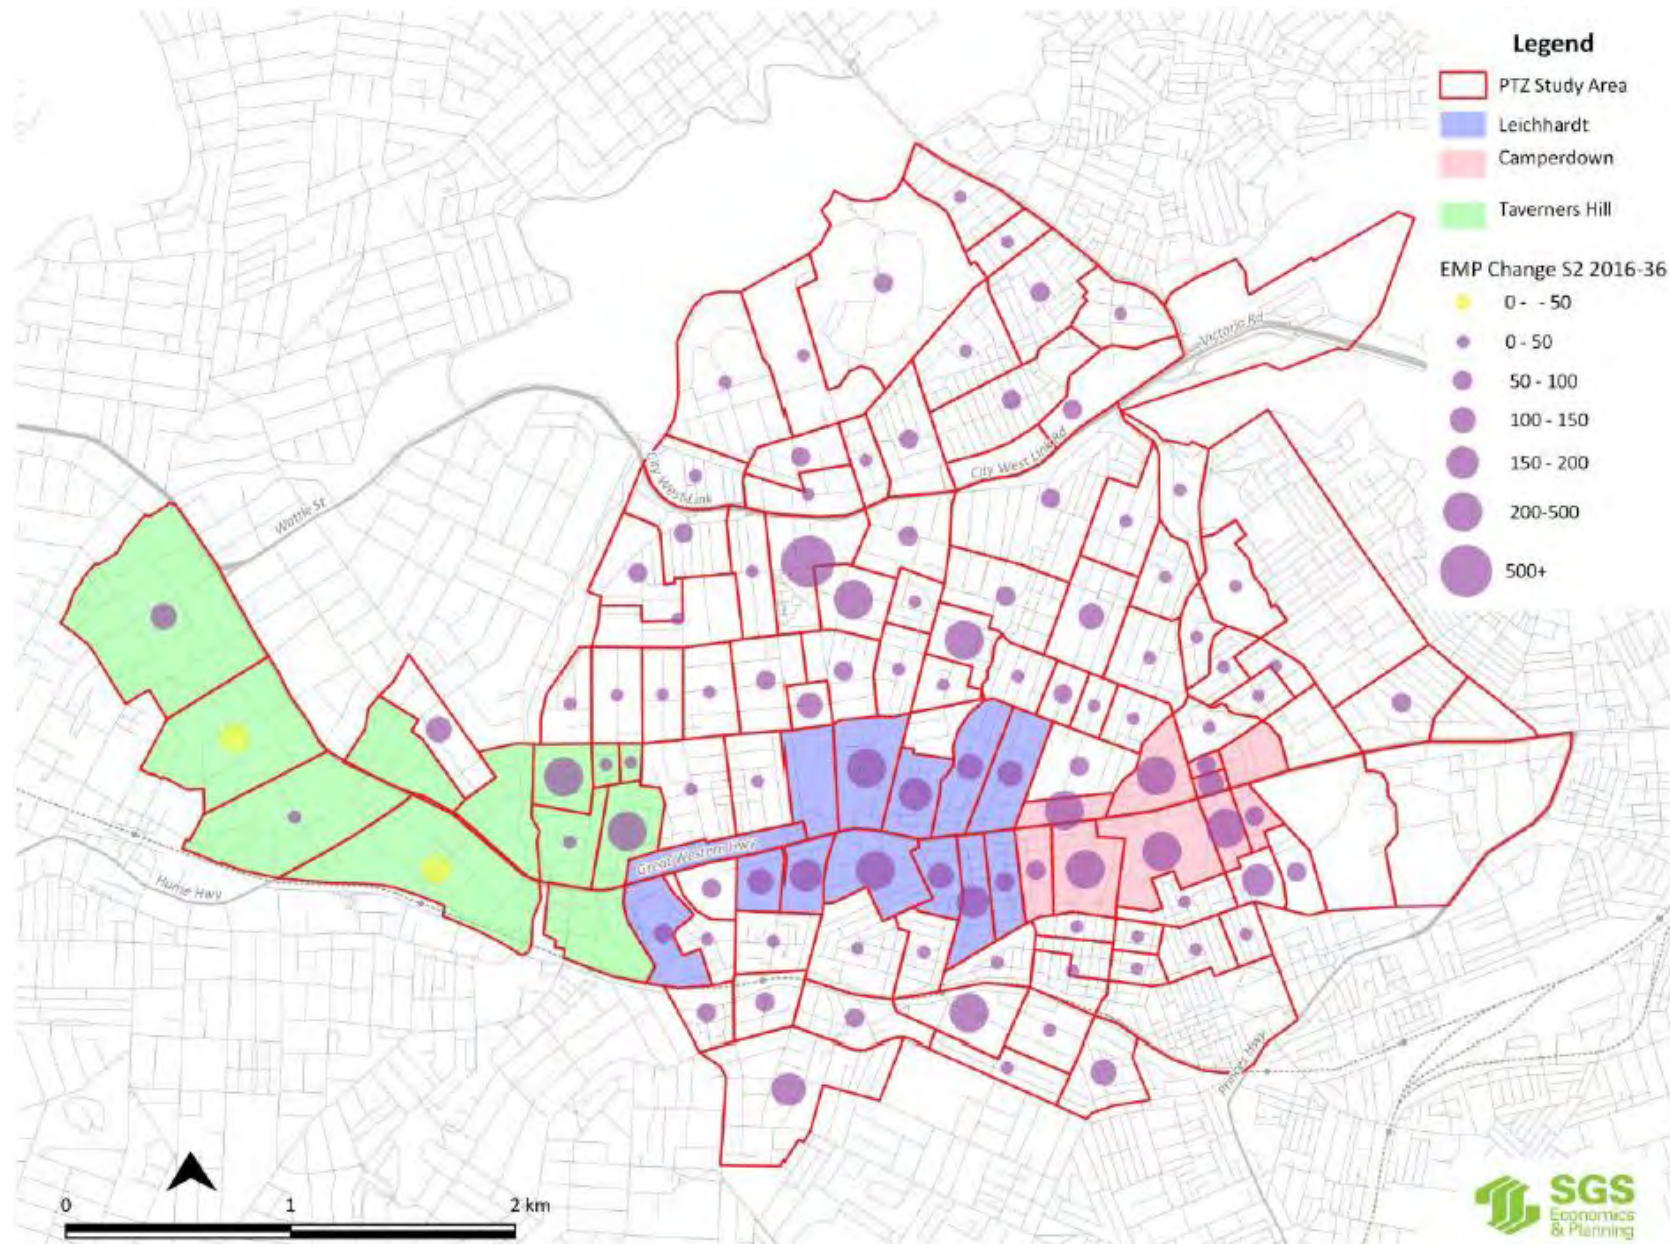 Legend
PTZ Study Area
Leichhardt
Camperdown
Taverners Hill
EMP Change S2 2016-36
0 - - 50
0 - 50
50 - 100
100 - 150
150 - 200
200-500
500+
Victoria Rd
City West Link Rd
City West Link
Wattle St
Great Western Hwy
Hume Hwy
Princes Hwy
0 1 2 km
SGS
Economics
& Planning